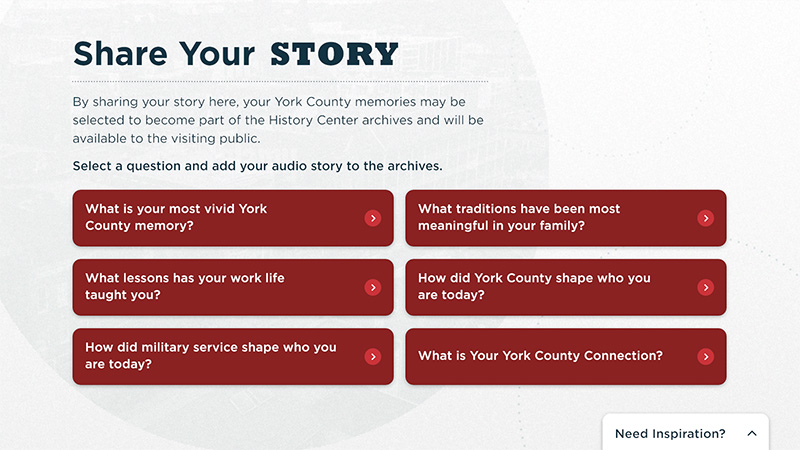 Share Your STORY
By sharing your story here, your York County memories may be
selected to become part of the History Center archives and will be
available to the visiting public.
Select a question and add your audio story to the archives.
What is your most vivid York
County memory?
What traditions have been most
meaningful in your family?
What lessons has your work life
taught you?
How did York County shape who you
are today?
How did military service shape who you
are today?
What is Your York County Connection?
Need Inspiration?